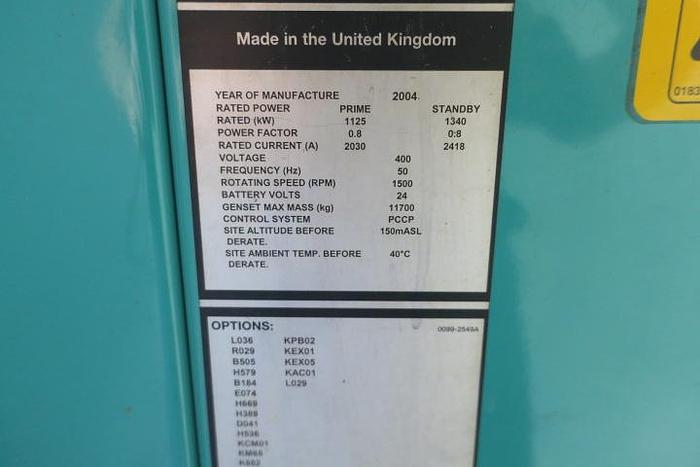 Made in the United Kingdom
YEAR OF MANUFACTURE 2004
RATED POWER PRIME STANDBY
RATED (kW) 1125 1340
POWER FACTOR 0.8 0:8
RATED CURRENT (A) 2030 2418
VOLTAGE 400
FREQUENCY (Hz) 50
ROTATING SPEED (RPM) 1500
BATTERY VOLTS 24
GENSET MAX MASS (kg) 11700
CONTROL SYSTEM PCCP
SITE ALTITUDE BEFORE 150mASL
DERATE.
SITE AMBIENT TEMP. BEFORE 40°C
DERATE.
OPTIONS: 0099-2549A
L036 KPB02
R029 KEX01
B505 KEX05
H579 KAC01
B184 L029
E074
H669
H389
D041
H536
KCM01
KM65
0183